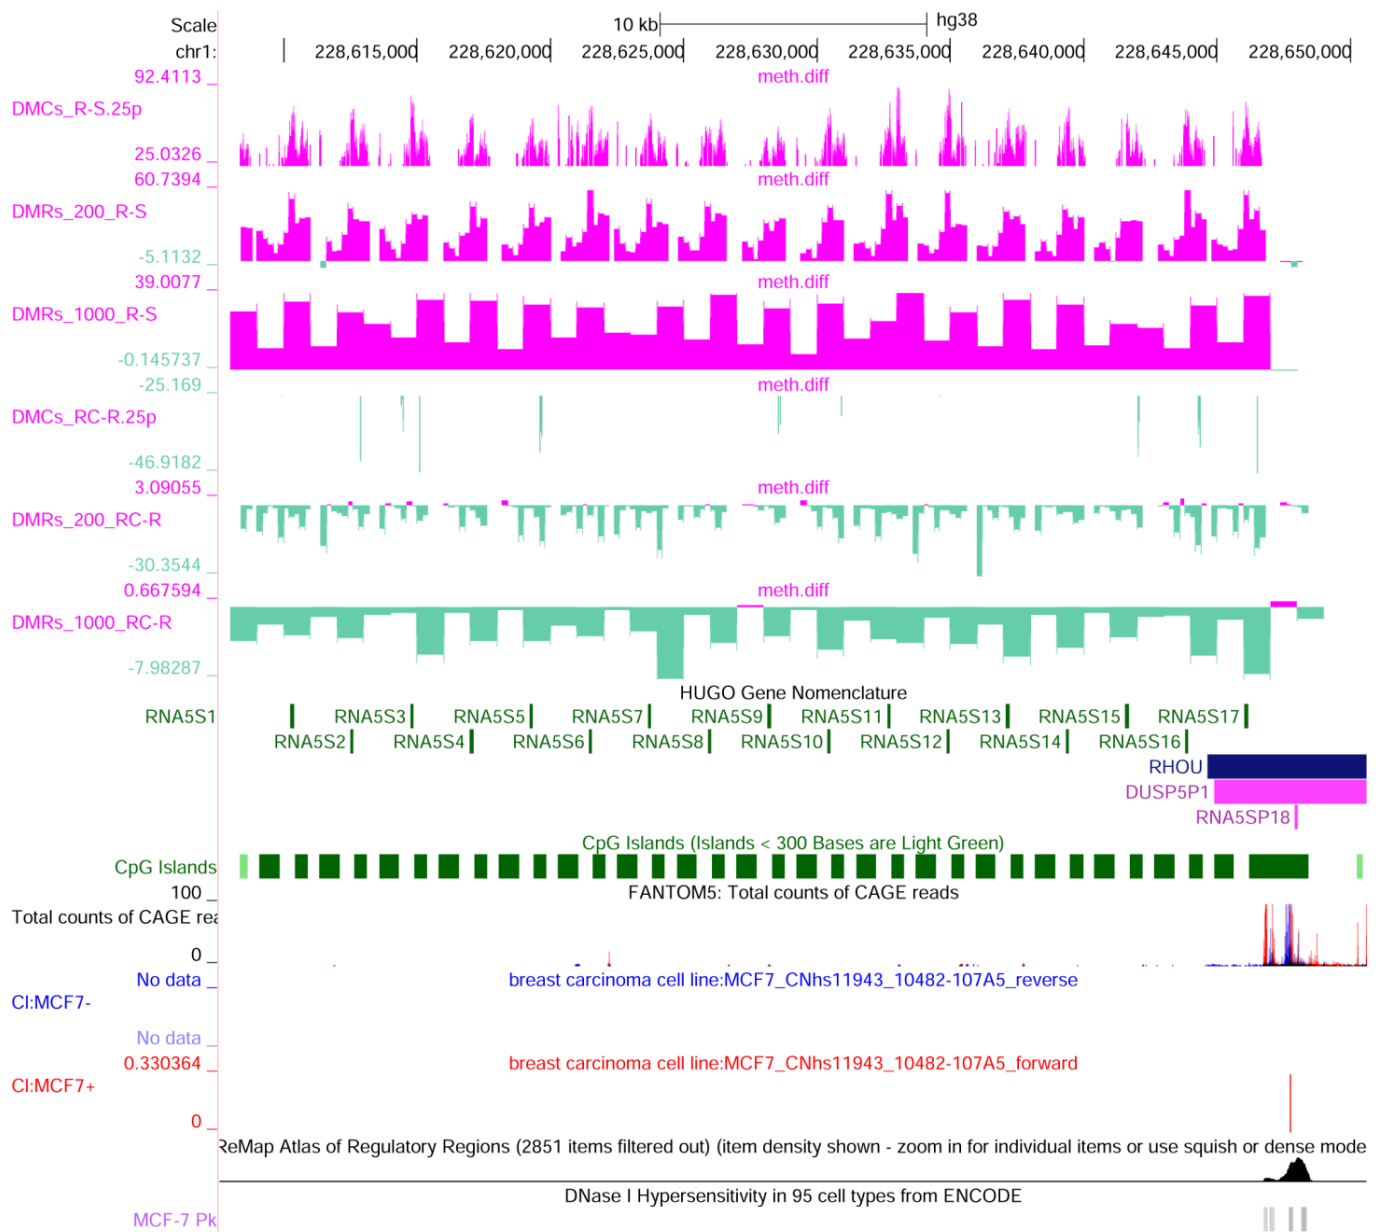 Scale 10 kb hg38
chr1: 228,615,000 228,620,000 228,625,000 228,630,000 228,635,000 228,640,000 228,645,000 228,650,000
92.4113 meth.diff
DMCs_R-S.25p
25.0326
60.7394 meth.diff
DMRs_200_R-S
-5.1132
39.0077 meth.diff
DMRs_1000_R-S
-0.145737
-25.169 meth.diff
DMCs_RC-R.25p
-46.9182
3.09055 meth.diff
DMRs_200_RC-R
-30.3544
0.667594 meth.diff
DMRs_1000_RC-R
-7.98287
HUGO Gene Nomenclature
RNA5S1 RNA5S3 RNA5S5 RNA5S7 RNA5S9 RNA5S11 RNA5S13 RNA5S15 RNA5S17
RNA5S2 RNA5S4 RNA5S6 RNA5S8 RNA5S10 RNA5S12 RNA5S14 RNA5S16
RHOU
DUSP5P1
RNA5SP18
CpG Islands (Islands < 300 Bases are Light Green)
CpG Islands
100 FANTOM5: Total counts of CAGE reads
Total counts of CAGE rea
0
No data breast carcinoma cell line:MCF7_CNhs11943_10482-107A5_reverse
CI:MCF7-
No data
0.330364 breast carcinoma cell line:MCF7_CNhs11943_10482-107A5_forward
CI:MCF7+
0
ReMap Atlas of Regulatory Regions (2851 items filtered out) (item density shown - zoom in for individual items or use squish or dense mode
DNase I Hypersensitivity in 95 cell types from ENCODE
MCF-7 Pk